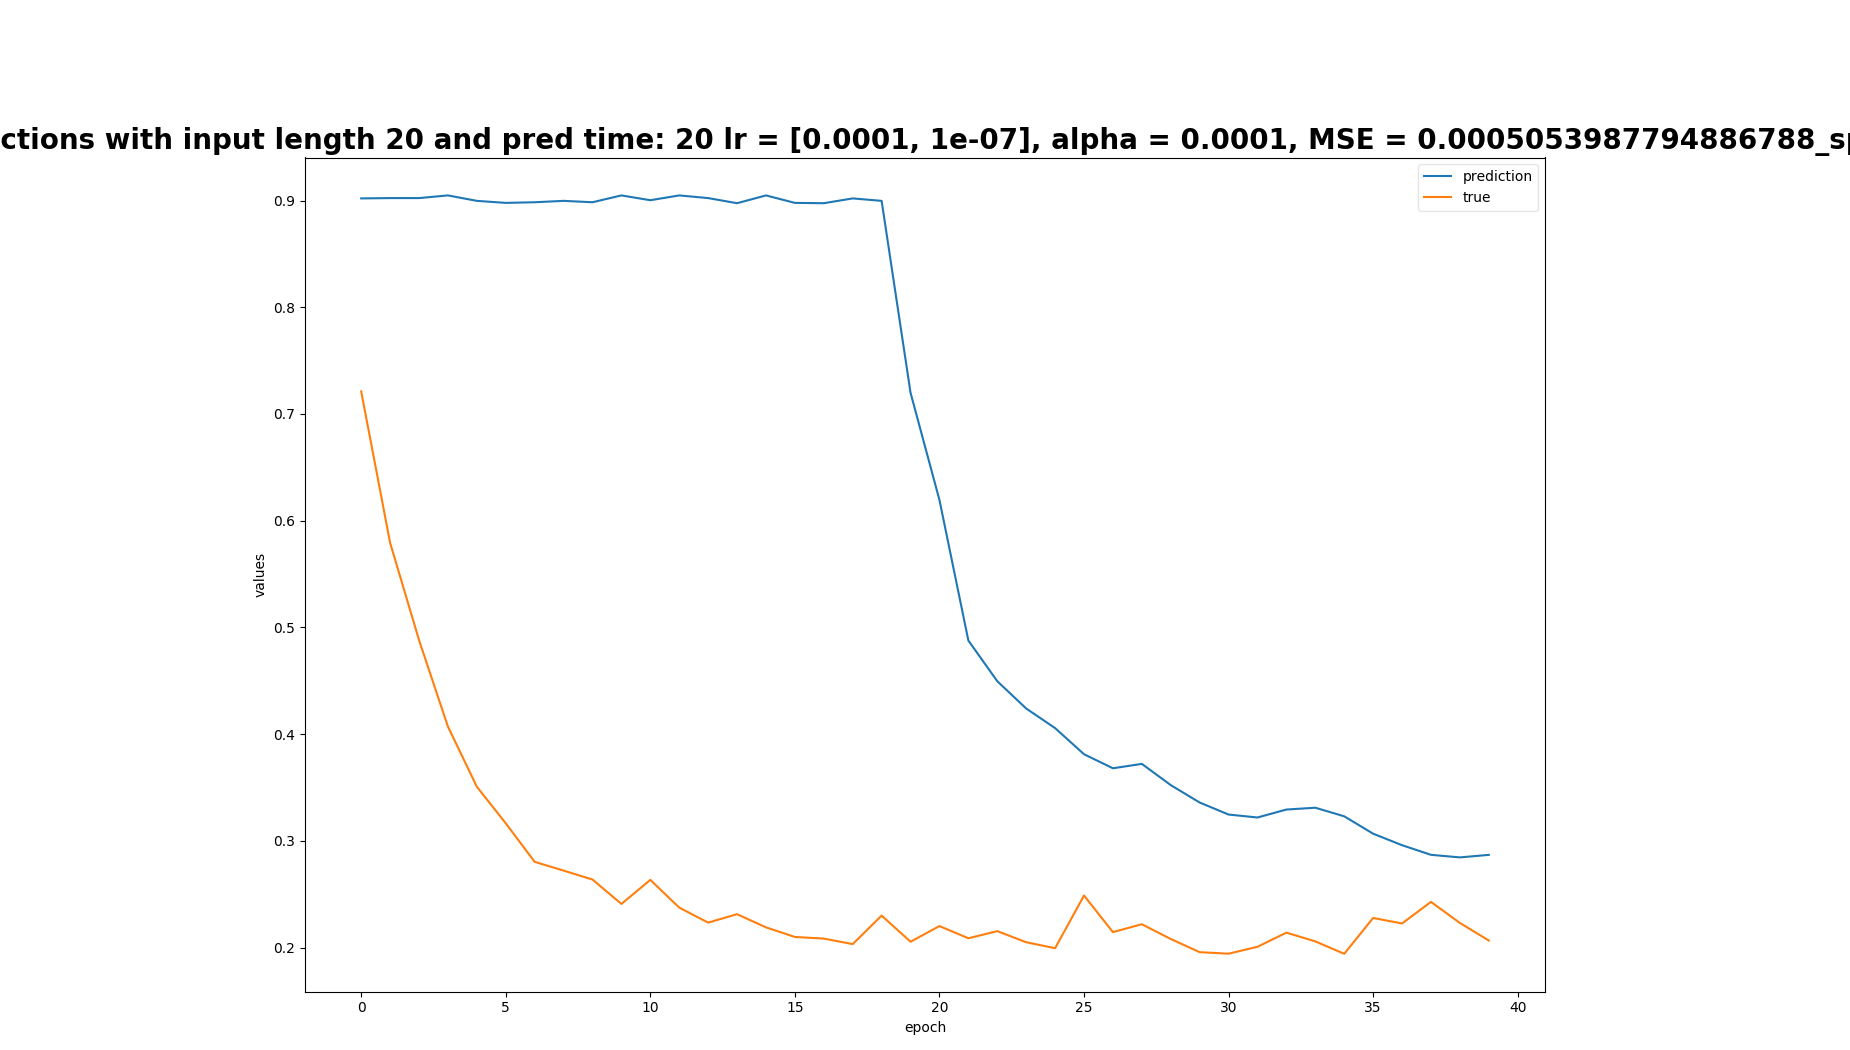 ctions with input length 20 and pred time: 20 lr = [0.0001, 1e-07], alpha = 0.0001, MSE = 0.0005053987794886788_sp
prediction
true
0.9
0.8
0.7
0.6
0.5
0.4
0.3
0.2
values
0 5 10 15 20 25 30 35 40
epoch